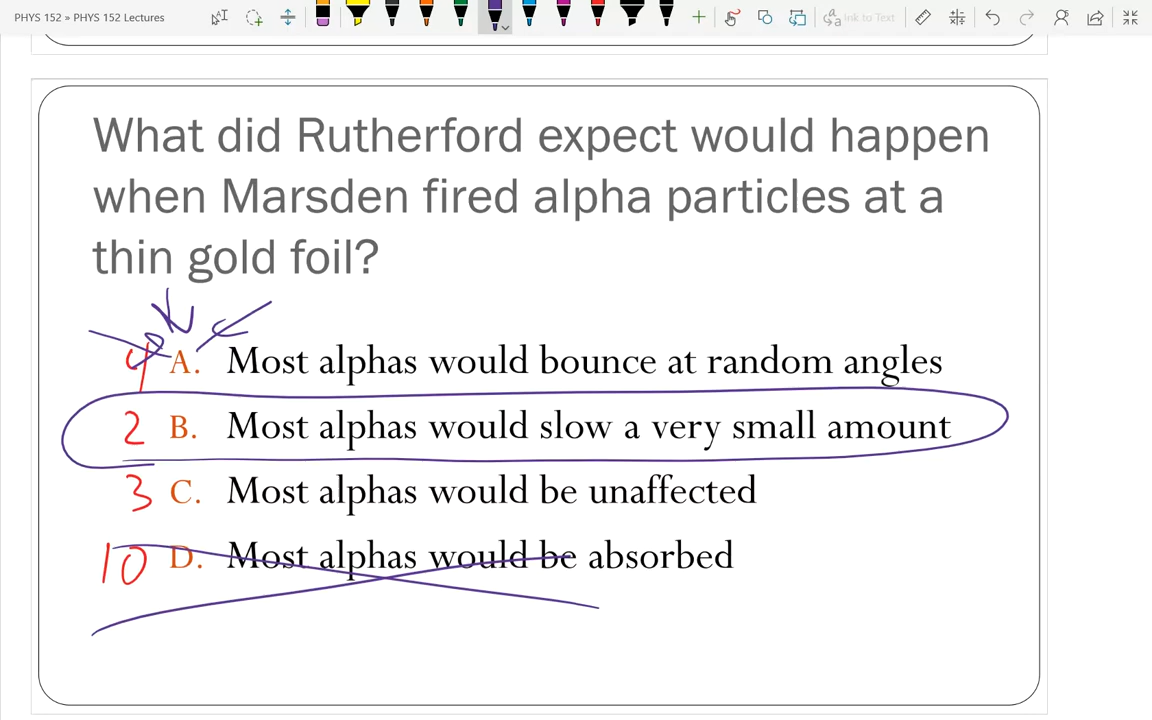 PHYS 152 » PHYS 152 Lectures
Ink to Text
What did Rutherford expect would happen
when Marsden fired alpha particles at a
thin gold foil?
4 A. Most alphas would bounce at random angles
2 B. Most alphas would slow a very small amount
3 C. Most alphas would be unaffected
10 D. Most alphas would be absorbed